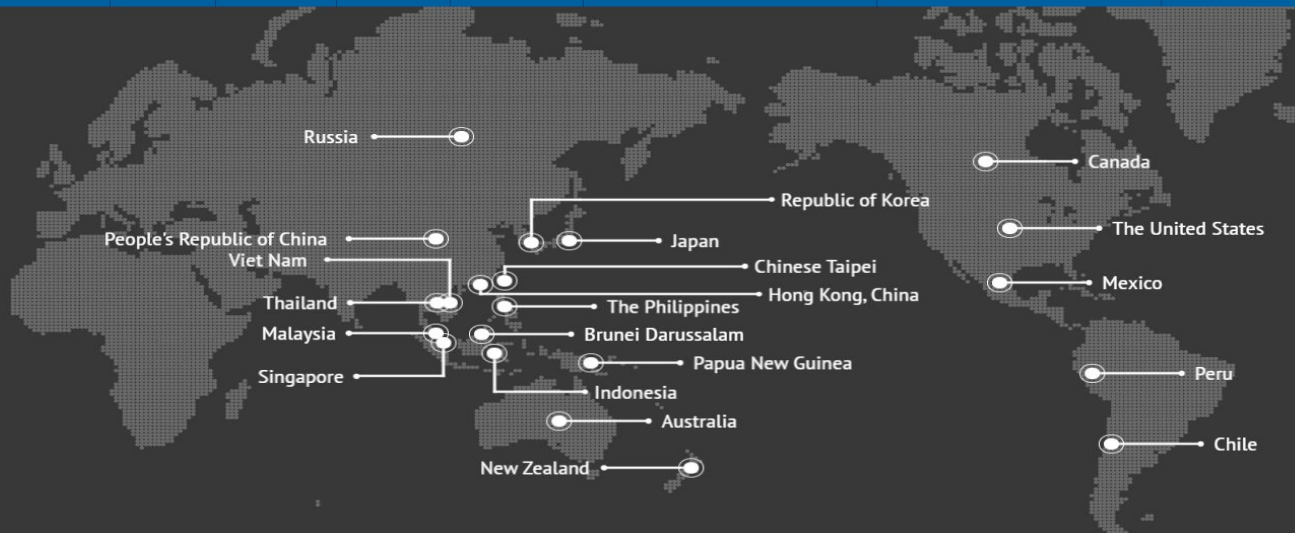 Russia
Canada
Republic of Korea
The United States
People's Republic of China
Japan
Viet Nam
Chinese Taipei
Mexico
Hong Kong, China
Thailand
The Philippines
Malaysia
Brunei Darussalam
Papua New Guinea
Peru
Singapore
Indonesia
Australia
Chile
New Zealand